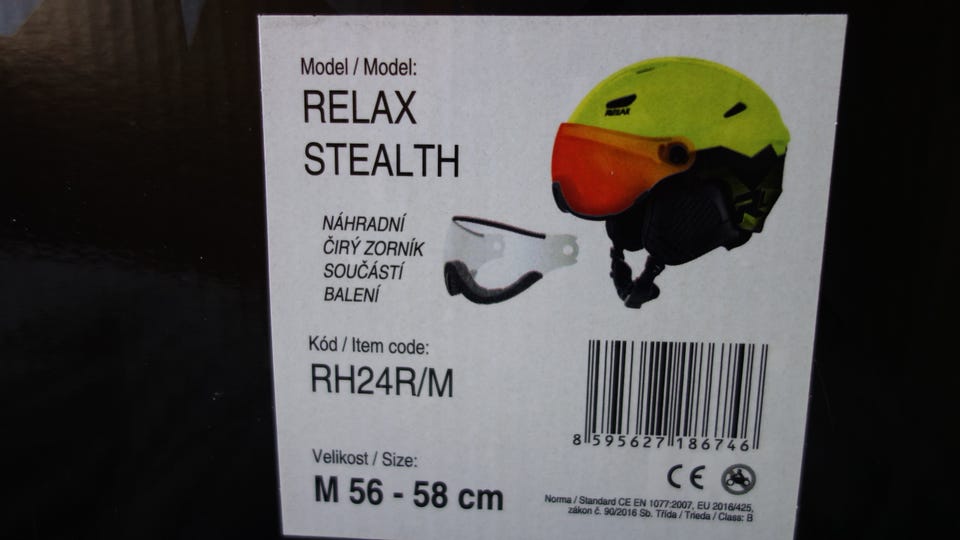 Model / Model:
RELAX
STEALTH
RELAX
NÁHRADNÍ
ČIRÝ ZORNÍK
SOUČÁSTÍ
BALENÍ
Kód / Item code:
RH24R/M
8 595627 186746
Velikost / Size:
M 56 - 58 cm
CE
Norma / Standard CE EN 1077:2007, EU 2016/425,
zákon č. 90/2016 Sb. Třída / Trieda / Class: B